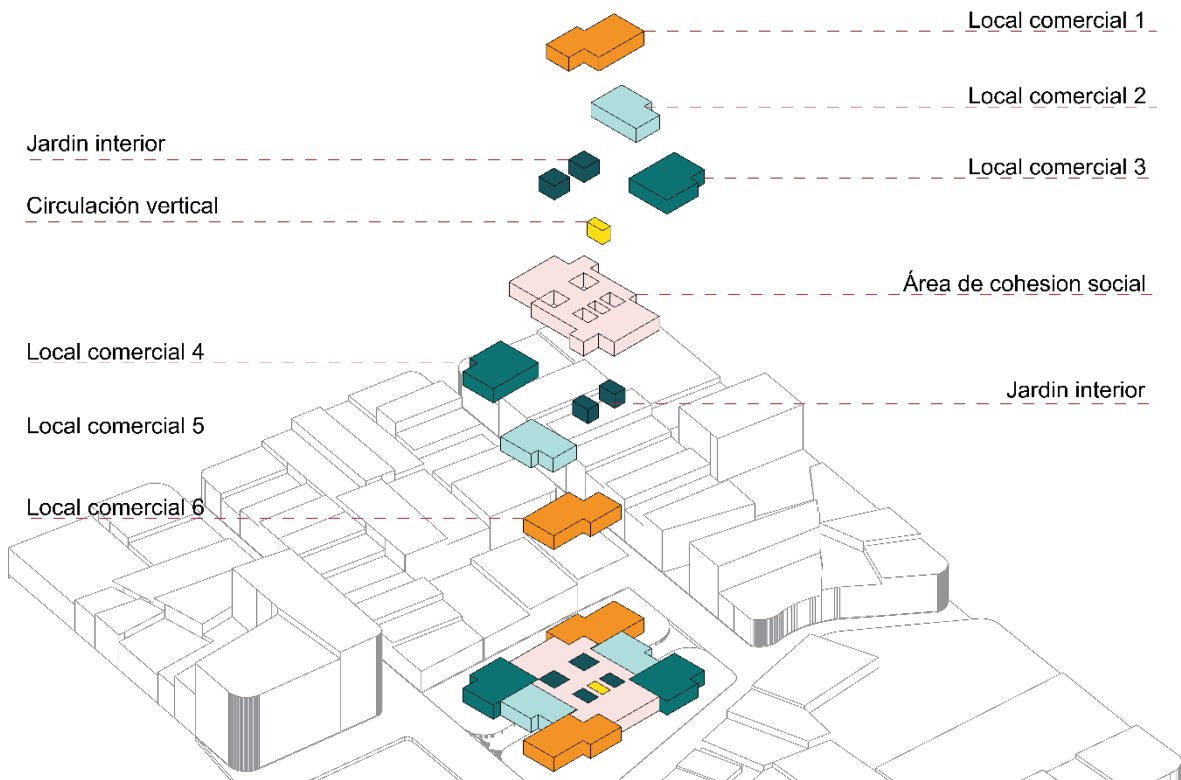 Local comercial 1
Local comercial 2
Jardin interior
Local comercial 3
Circulación vertical
Área de cohesion social
Local comercial 4
Jardin interior
Local comercial 5
Local comercial 6